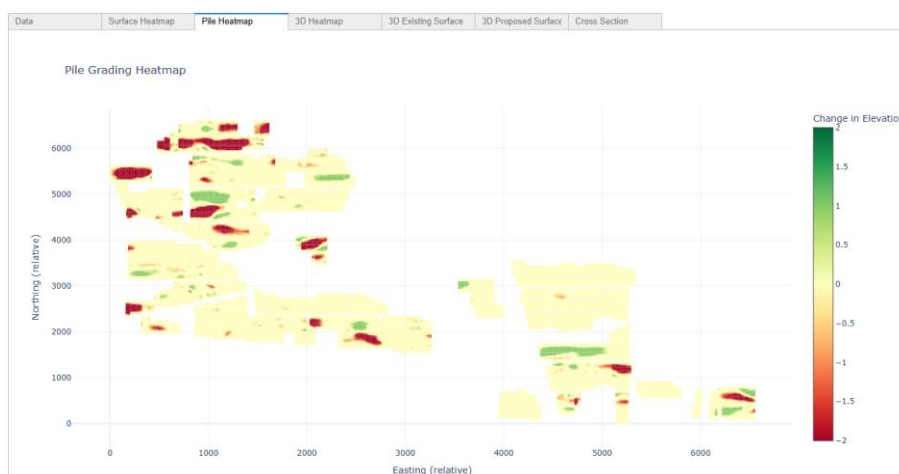 Data Surface Heatmap Pile Heatmap 3D Heatmap 3D Existing Surface 3D Proposed Surface Cross Section
Pile Grading Heatmap
Change in Elevatio
2
1.5
1
0.5
0
−0.5
−1
−1.5
−2
Northing (relative)
6000
5000
4000
3000
2000
1000
0
0 1000 2000 3000 4000 5000 6000
Easting (relative)